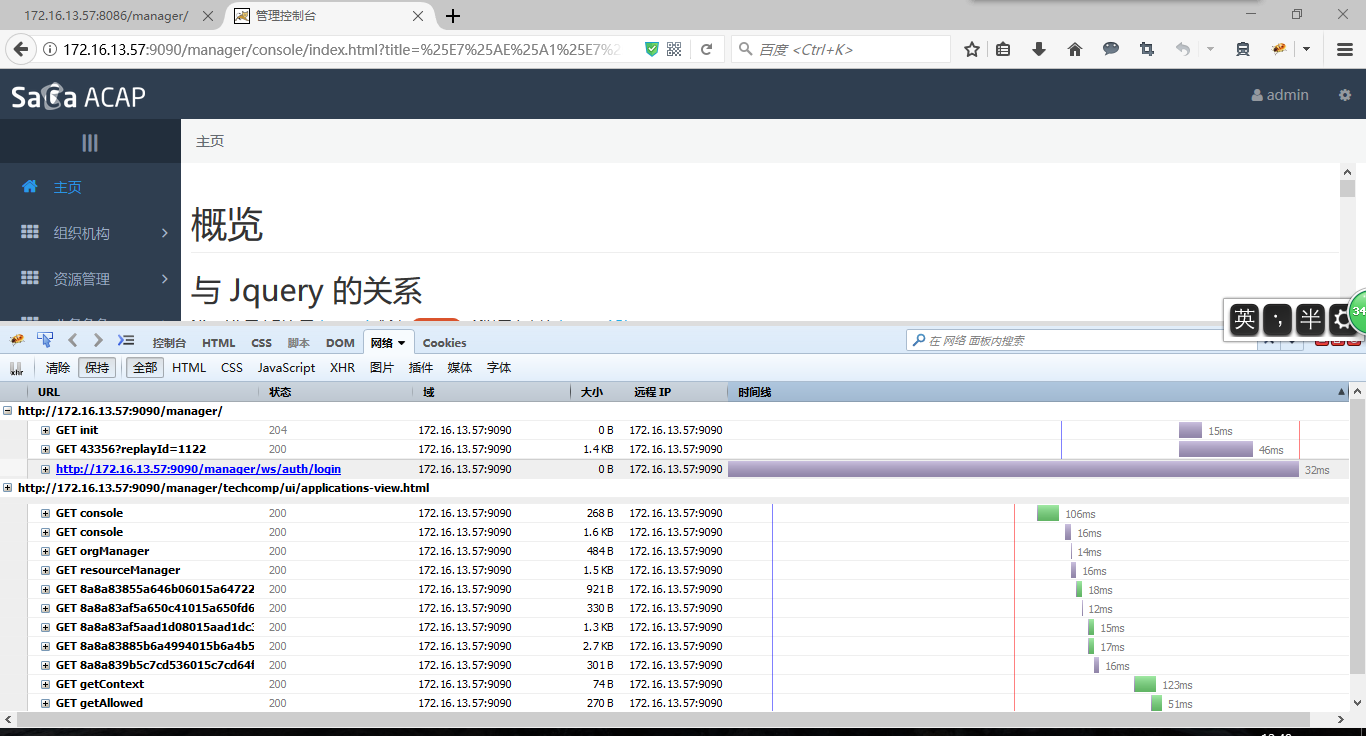 172.16.13.57:8086/manager/
管理控制台
172.16.13.57:9090/manager/console/index.html?title=%25E7%25AE%25A1%25E7%2
百度 <Ctrl+K>
SaCa ACAP
admin
主页
主页
组织机构
资源管理
概览
与 Jquery 的关系
英 半
34
控制台 HTML CSS 脚本 DOM 网络 Cookies
在 网络 面板内搜索
xhr 清除 保持 全部 HTML CSS JavaScript XHR 图片 插件 媒体 字体
URL 状态 域 大小 远程 IP 时间线
http://172.16.13.57:9090/manager/
GET init 204 172.16.13.57:9090 0 B 172.16.13.57:9090 15ms
GET 43356?replayId=1122 200 172.16.13.57:9090 1.4 KB 172.16.13.57:9090 46ms
http://172.16.13.57:9090/manager/ws/auth/login 172.16.13.57:9090 0 B 172.16.13.57:9090 32ms
http://172.16.13.57:9090/manager/techcomp/ui/applications-view.html
GET console 200 172.16.13.57:9090 268 B 172.16.13.57:9090 106ms
GET console 200 172.16.13.57:9090 1.6 KB 172.16.13.57:9090 16ms
GET orgManager 200 172.16.13.57:9090 484 B 172.16.13.57:9090 14ms
GET resourceManager 200 172.16.13.57:9090 1.5 KB 172.16.13.57:9090 16ms
GET 8a8a83855a646b06015a64722 200 172.16.13.57:9090 921 B 172.16.13.57:9090 18ms
GET 8a8a83af5a650c41015a650fd6 200 172.16.13.57:9090 330 B 172.16.13.57:9090 12ms
GET 8a8a83af5aad1d08015aad1dc 200 172.16.13.57:9090 1.3 KB 172.16.13.57:9090 15ms
GET 8a8a83885b6a4994015b6a4b5 200 172.16.13.57:9090 2.7 KB 172.16.13.57:9090 17ms
GET 8a8a839b5c7cd536015c7cd64f 200 172.16.13.57:9090 301 B 172.16.13.57:9090 16ms
GET getContext 200 172.16.13.57:9090 74 B 172.16.13.57:9090 123ms
GET getAllowed 200 172.16.13.57:9090 270 B 172.16.13.57:9090 51ms